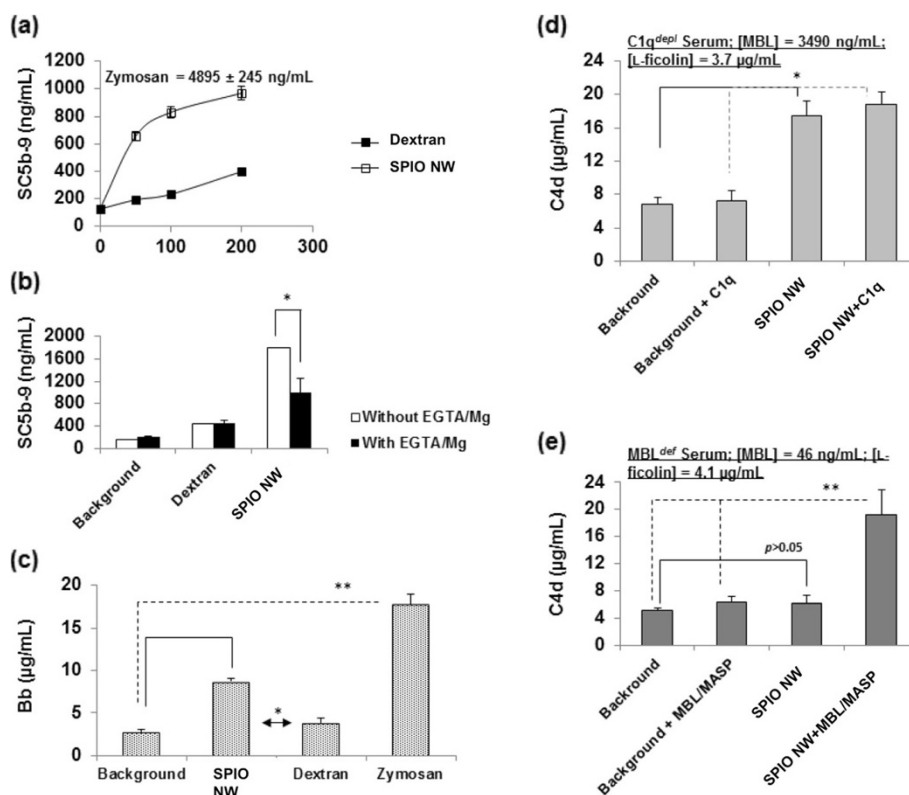 (a)
SC5b-9 (ng/mL)
1200
1000
800
600
400
200
0
Zymosan = 4895 ± 245 ng/mL
Dextran
SPIO NW
0
100
200
300
(b)
SC5b-9 (ng/mL)
2000
1600
1200
800
400
0
*
Without EGTA/Mg
With EGTA/Mg
Background
Dextran
SPIO NW
(c)
Bb (µg/mL)
20
15
10
5
0
**
*
Background
SPIO
NW
Dextran
Zymosan
(d)
C1qdepl Serum; [MBL] = 3490 ng/mL;
[L-ficolin] = 3.7 µg/mL
*
C4d (µg/mL)
24
20
16
12
8
4
0
Backround
Background + C1q
SPIO NW
SPIO NW+C1q
(e)
MBLdef Serum; [MBL] = 46 ng/mL; [L-
ficolin] = 4.1 µg/mL
**
p>0.05
C4d (µg/mL)
24
20
16
12
8
4
0
Backround
Background + MBL/MASP
SPIO NW
SPIO NW+MBL/MASP